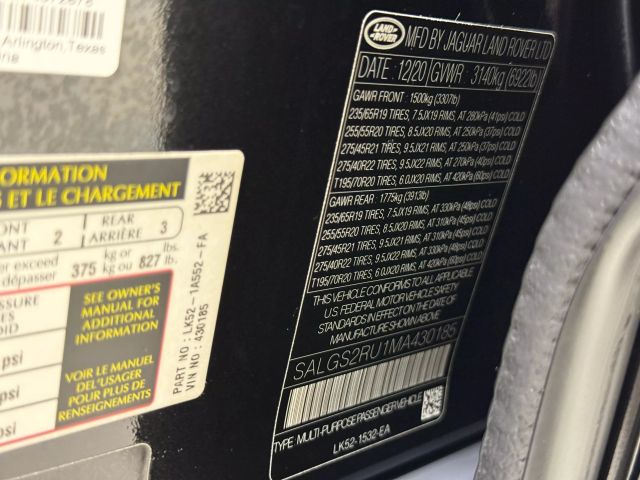 Arlington, Texas
FORMATION
S ET LE CHARGEMENT
2
REAR
ARRIÈRE
3
er exceed
dépasser
375
kg or
kg ou
827
lbs.
lb.
SEE OWNER'S
MANUAL FOR
ADDITIONAL
INFORMATION
VOIR LE MANUEL
DE L'USAGER
POUR PLUS DE
RENSEIGNEMENTS
psi
psi
psi
PART NO : LK52-1A552-FA
VIN NO : 430185
LAND
ROVER
MFD BY JAGUAR LAND ROVER LTD
DATE : 12/20 GVWR : 3140kg (6922lb)
GAWR FRONT : 1500kg (3307lb)
235/65R19 TIRES, 7.5JX19 RIMS, AT 280kPa (41psi) COLD
255/55R20 TIRES, 8.5JX20 RIMS, AT 250kPa (37psi) COLD
275/45R21 TIRES, 9.5JX21 RIMS, AT 250kPa (37psi) COLD
275/40R22 TIRES, 9.5JX22 RIMS, AT 270kPa (40psi) COLD
T195/70R20 TIRES, 6.0JX20 RIMS, AT 420kPa (60psi) COLD
GAWR REAR : 1775kg (3913lb)
235/65R19 TIRES, 7.5JX19 RIMS, AT 330kPa (48psi) COLD
255/55R20 TIRES, 8.5JX20 RIMS, AT 310kPa (45psi) COLD
275/45R21 TIRES, 9.5JX21 RIMS, AT 310kPa (45psi) COLD
275/40R22 TIRES, 9.5JX22 RIMS, AT 330kPa (48psi) COLD
T195/70R20 TIRES, 6.0JX20 RIMS, AT 420kPa (60psi) COLD
THIS VEHICLE CONFORMS TO ALL APPLICABLE
U.S. FEDERAL MOTOR VEHICLE SAFETY
STANDARDS IN EFFECT ON THE DATE OF
MANUFACTURE SHOWN ABOVE
SALGS2RU1MA430185
TYPE : MULTI-PURPOSE PASSENGER VEHICLE
LK52-1532-EA